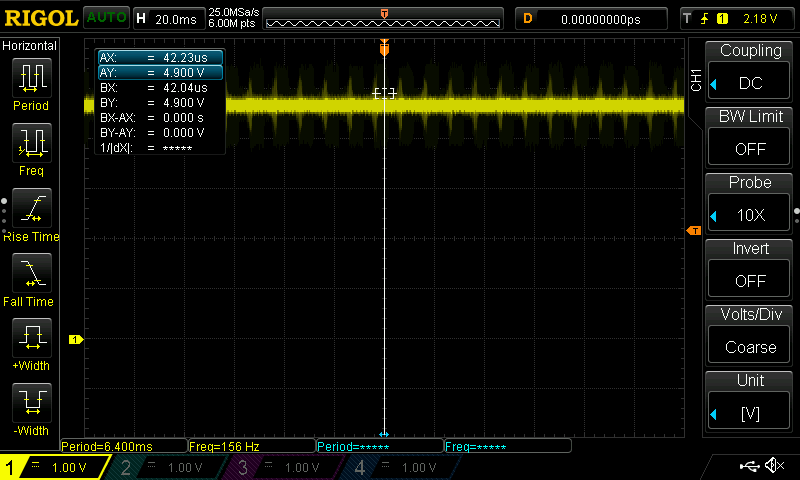 RIGOL AUTO H 20.0ms 25.0MSa/s 6.00M pts T D 0.00000000ps T 1 2.18 V
Horizontal
Period
Freq
Rise Time
Fall Time
+Width
-Width
AX: = 42.23us
AY: = 4.900 V
BX: = 42.04us
BY: = 4.900 V
BX-AX: = 0.000 s
BY-AY: = 0.000 V
1/|dX|: = *****
T
T
1
CH1
Coupling
DC
BW Limit
OFF
Probe
10X
Invert
OFF
Volts/Div
Coarse
Unit
[V]
Period=6.400ms Freq=156 Hz Period=***** Freq=*****
1 1.00 V 2 1.00 V 3 1.00 V 4 1.00 V